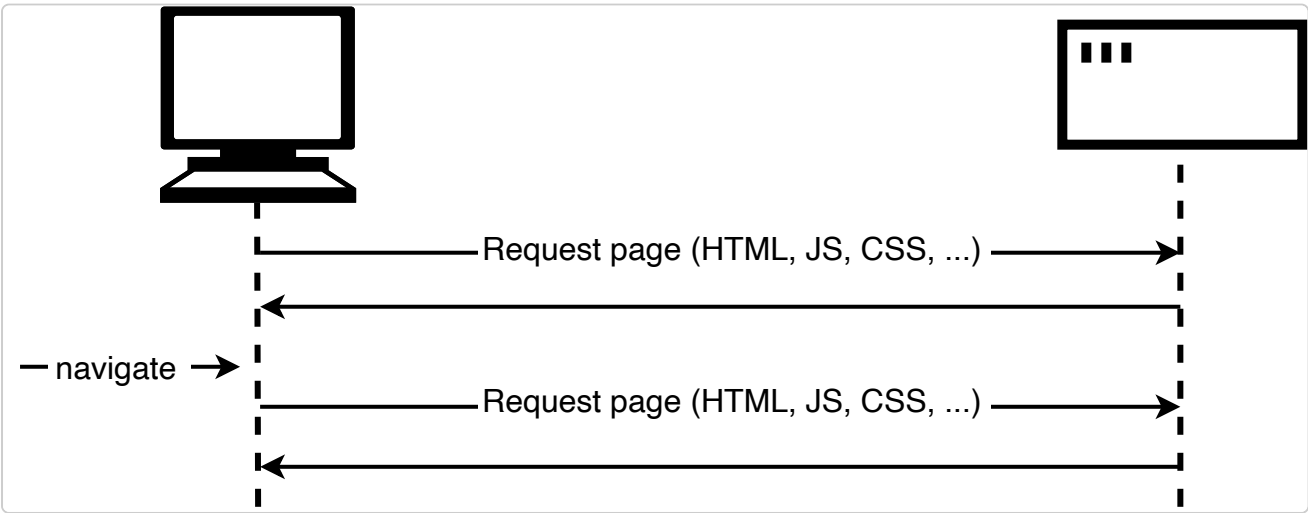 Request page (HTML, JS, CSS, ...)
navigate
Request page (HTML, JS, CSS, ...)